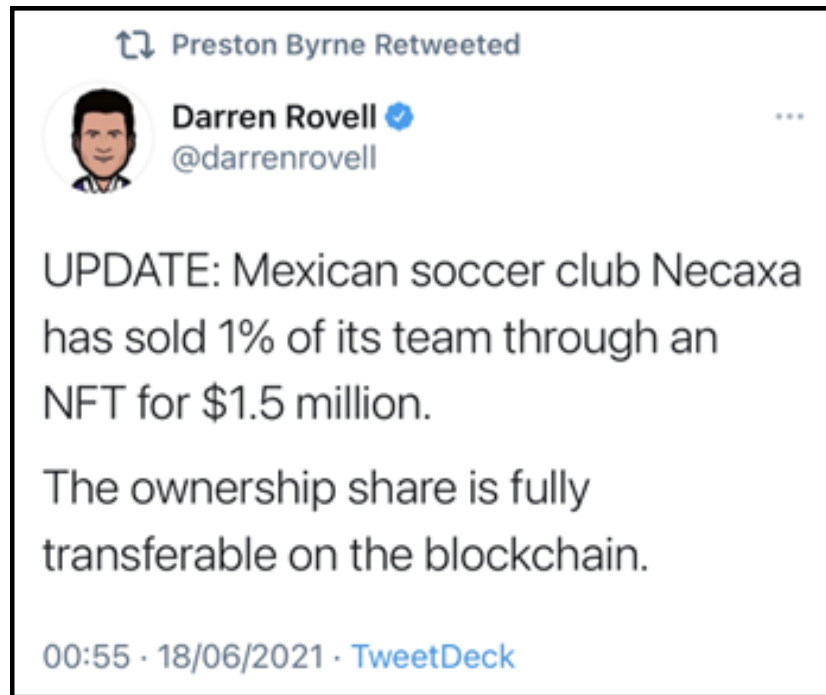 Preston Byrne Retweeted
Darren Rovell
@darrenrovell
UPDATE: Mexican soccer club Necaxa
has sold 1% of its team through an
NFT for $1.5 million.
The ownership share is fully
transferable on the blockchain.
00:55 · 18/06/2021 · TweetDeck